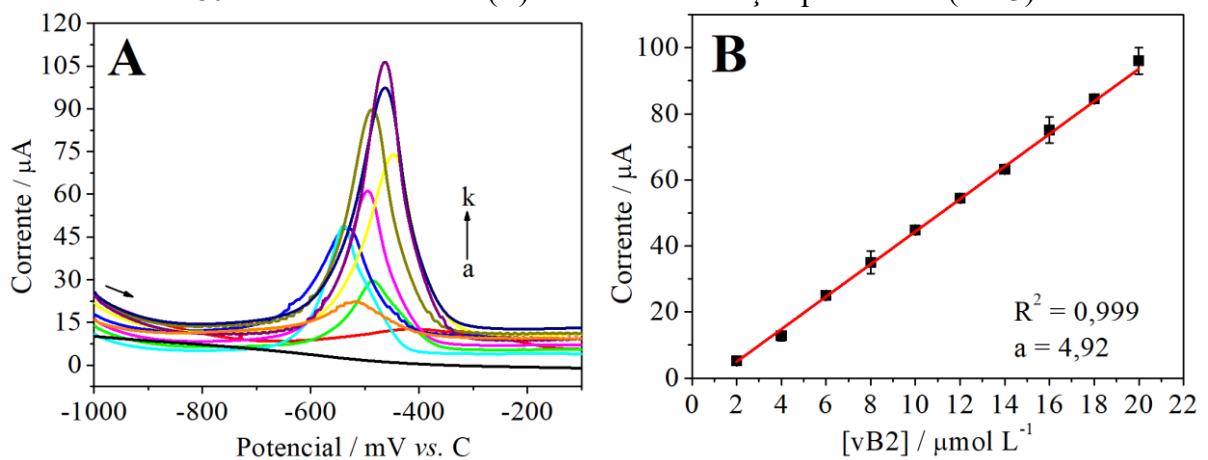 A
Corrente / μA
120
105
90
75
60
45
30
15
0
k
a
-1000 -800 -600 -400 -200
Potencial / mV vs. C
B
Corrente / μA
100
80
60
40
20
0
R² = 0,999
a = 4,92
0 2 4 6 8 10 12 14 16 18 20 22
[vB2] / μmol L⁻¹